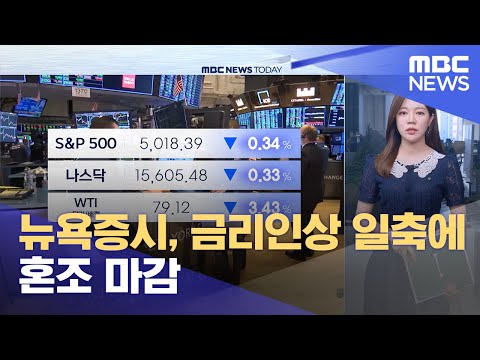 MBC NEWS TODAY
MBC
NEWS
S&P 500 5,018.39 ▼ 0.34 %
나스닥 15,605.48 ▼ 0.33 %
WTI 79.12 ▼ 3.43 %
뉴욕증시, 금리인상 일축에
혼조 마감